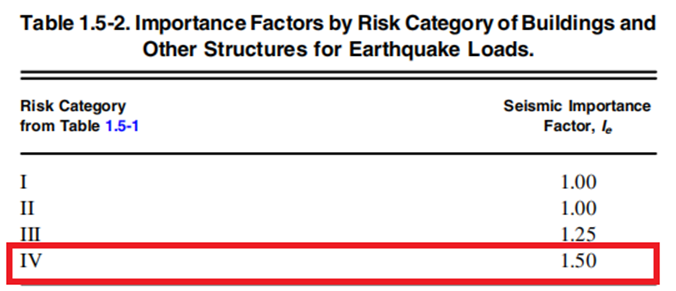 Table 1.5-2. Importance Factors by Risk Category of Buildings and
Other Structures for Earthquake Loads.
Risk Category
from Table 1.5-1
Seismic Importance
Factor, Ie
I 1.00
II 1.00
III 1.25
IV 1.50